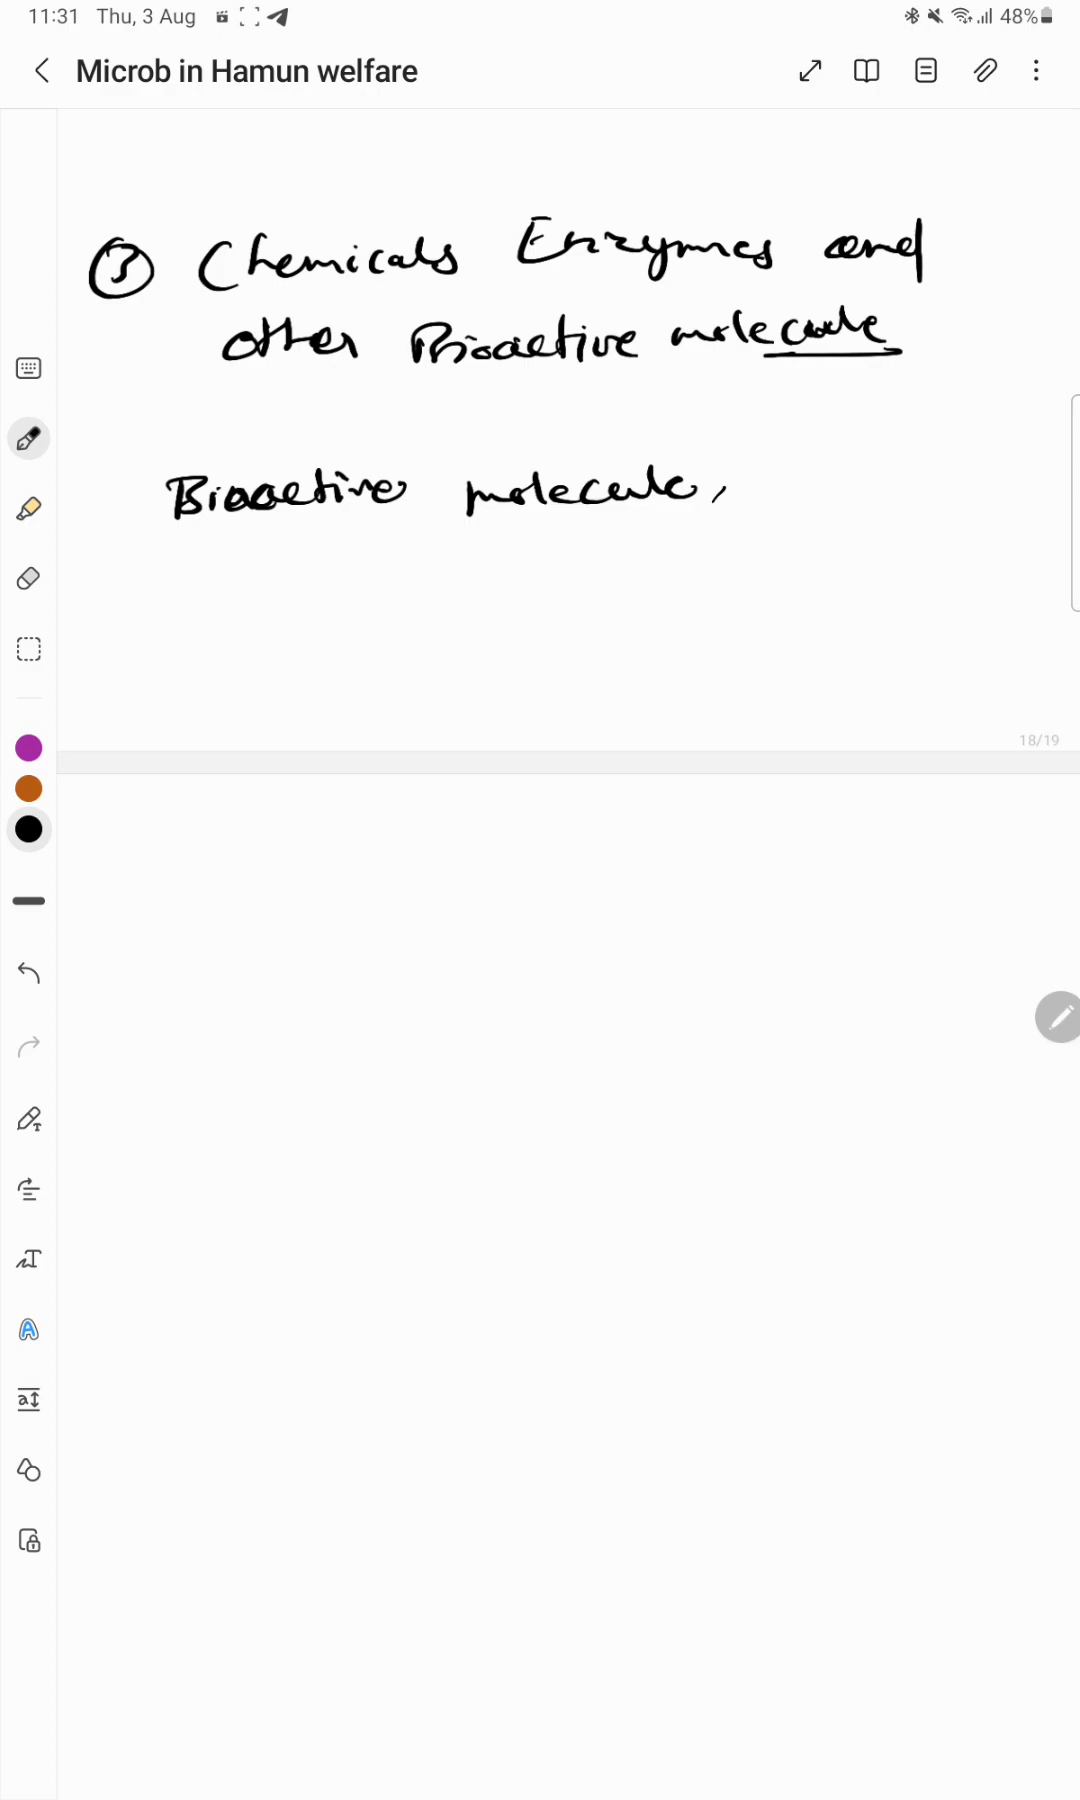 11:31 Thu, 3 Aug 48%
Microb in Hamun welfare
③ Chemicals Enzymes and
other Bioactive molecule
Bioactive molecule,
18/19